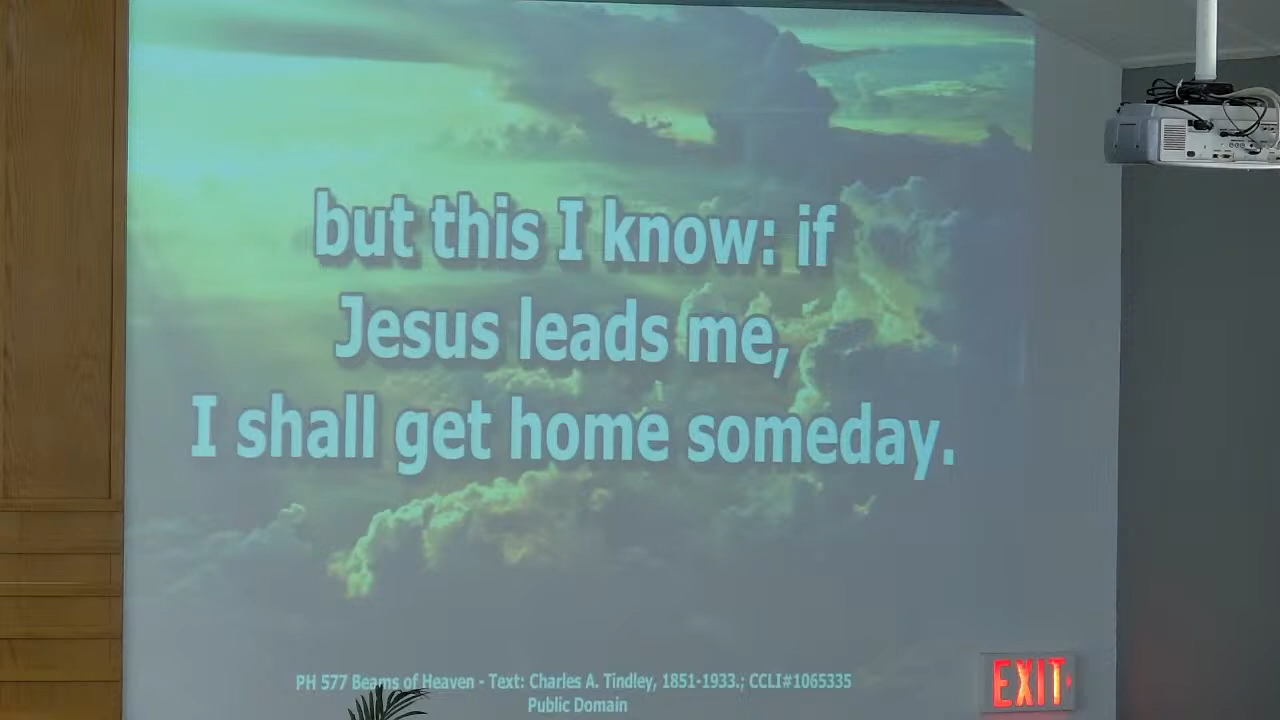 but this I know: if
Jesus leads me,
I shall get home someday.
PH 577 Beams of Heaven - Text: Charles A. Tindley, 1851-1933.; CCLI#1065335
Public Domain
EXIT